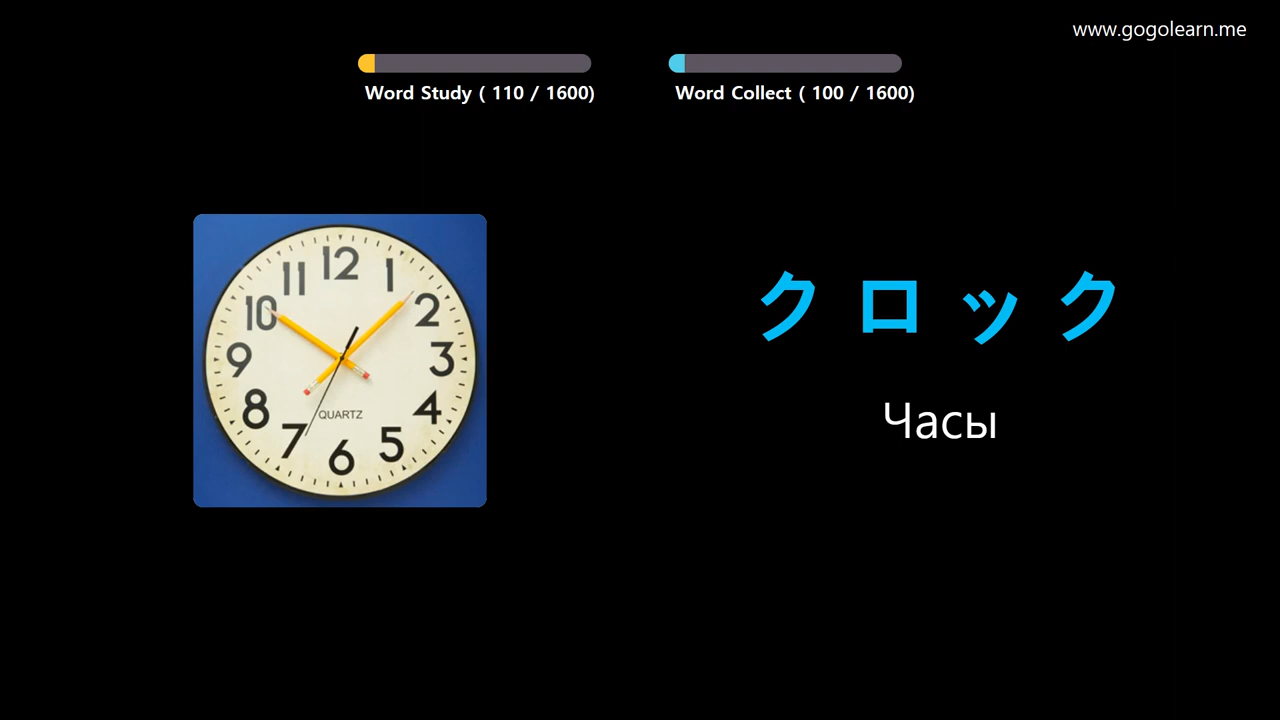 www.gogolearn.me
Word Study ( 110 / 1600)
Word Collect ( 100 / 1600)
12
11
1
10
2
9
3
8
4
QUARTZ
7
5
6
クロック
Часы